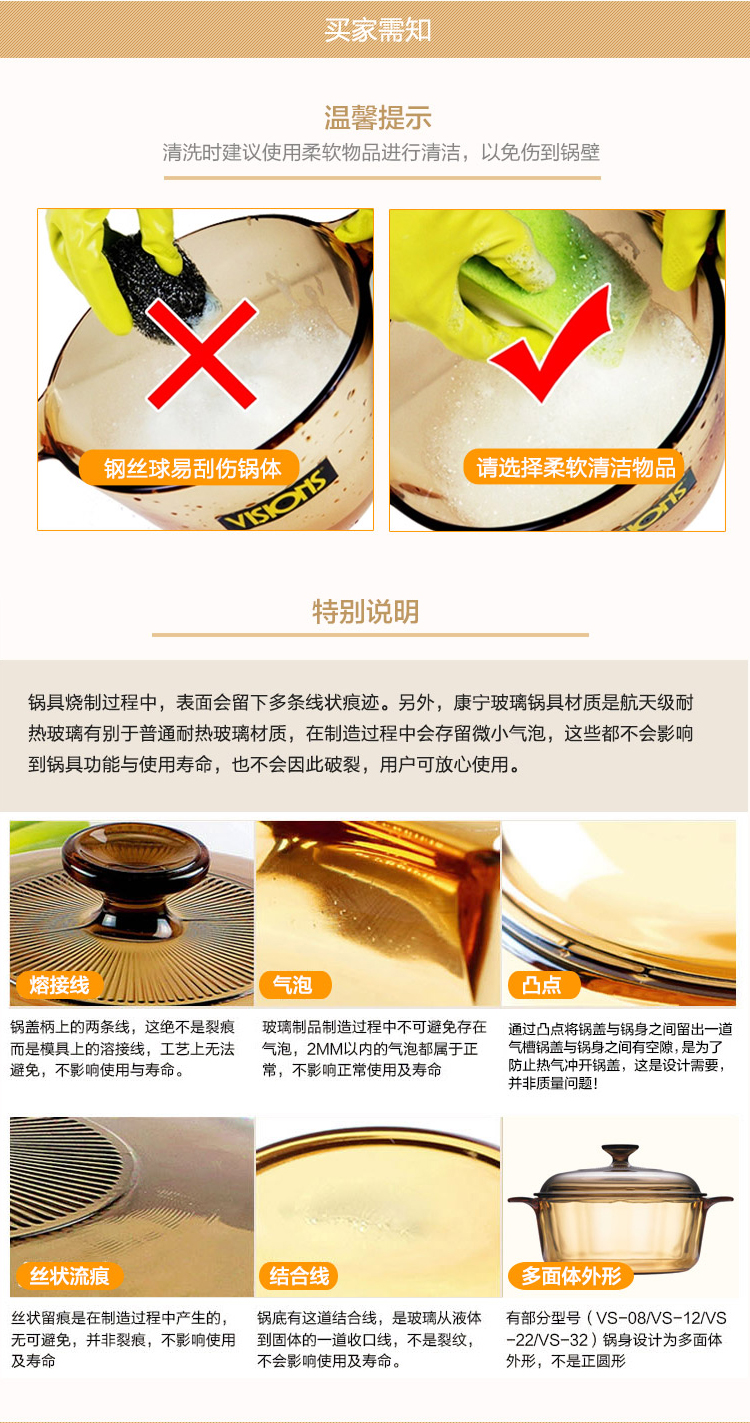 买家需知
温馨提示
清洗时建议使用柔软物品进行清洁，以免伤到锅壁
钢丝球易刮伤锅体
VISIONS
请选择柔软清洁物品
VISIONS
特别说明
锅具烧制过程中，表面会留下多条线状痕迹。另外，康宁玻璃锅具材质是航天级耐
热玻璃有别于普通耐热玻璃材质，在制造过程中会存留微小气泡，这些都不会影响
到锅具功能与使用寿命，也不会因此破裂，用户可放心使用。
熔接线
锅盖柄上的两条线，这绝不是裂痕
而是模具上的溶接线，工艺上无法
避免，不影响使用与寿命。
气泡
玻璃制品制造过程中不可避免存在
气泡，2MM以内的气泡都属于正
常，不影响正常使用及寿命
凸点
通过凸点将锅盖与锅身之间留出一道
气槽锅盖与锅身之间有空隙，是为了
防止热气冲开锅盖，这是设计需要，
并非质量问题！
丝状流痕
丝状留痕是在制造过程中产生的，
无可避免，并非裂痕，不影响使用
及寿命
结合线
锅底有这道结合线，是玻璃从液体
到固体的一道收口线，不是裂纹，
不会影响使用及寿命。
多面体外形
有部分型号（VS-08/VS-12/VS
-22/VS-32）锅身设计为多面体
外形，不是正圆形